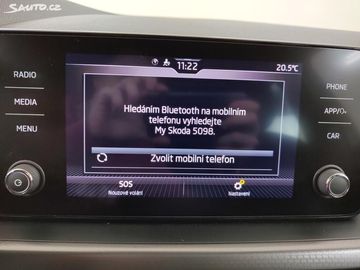 SAUTO.CZ
11:22
20.5°C
RADIO
MEDIA
MENU
PHONE
APP/
CAR
Hledáním Bluetooth na mobilním
telefonu vyhledejte
My Skoda 5098.
Zvolit mobilní telefon
SOS
Nouzové volání
Nastavení